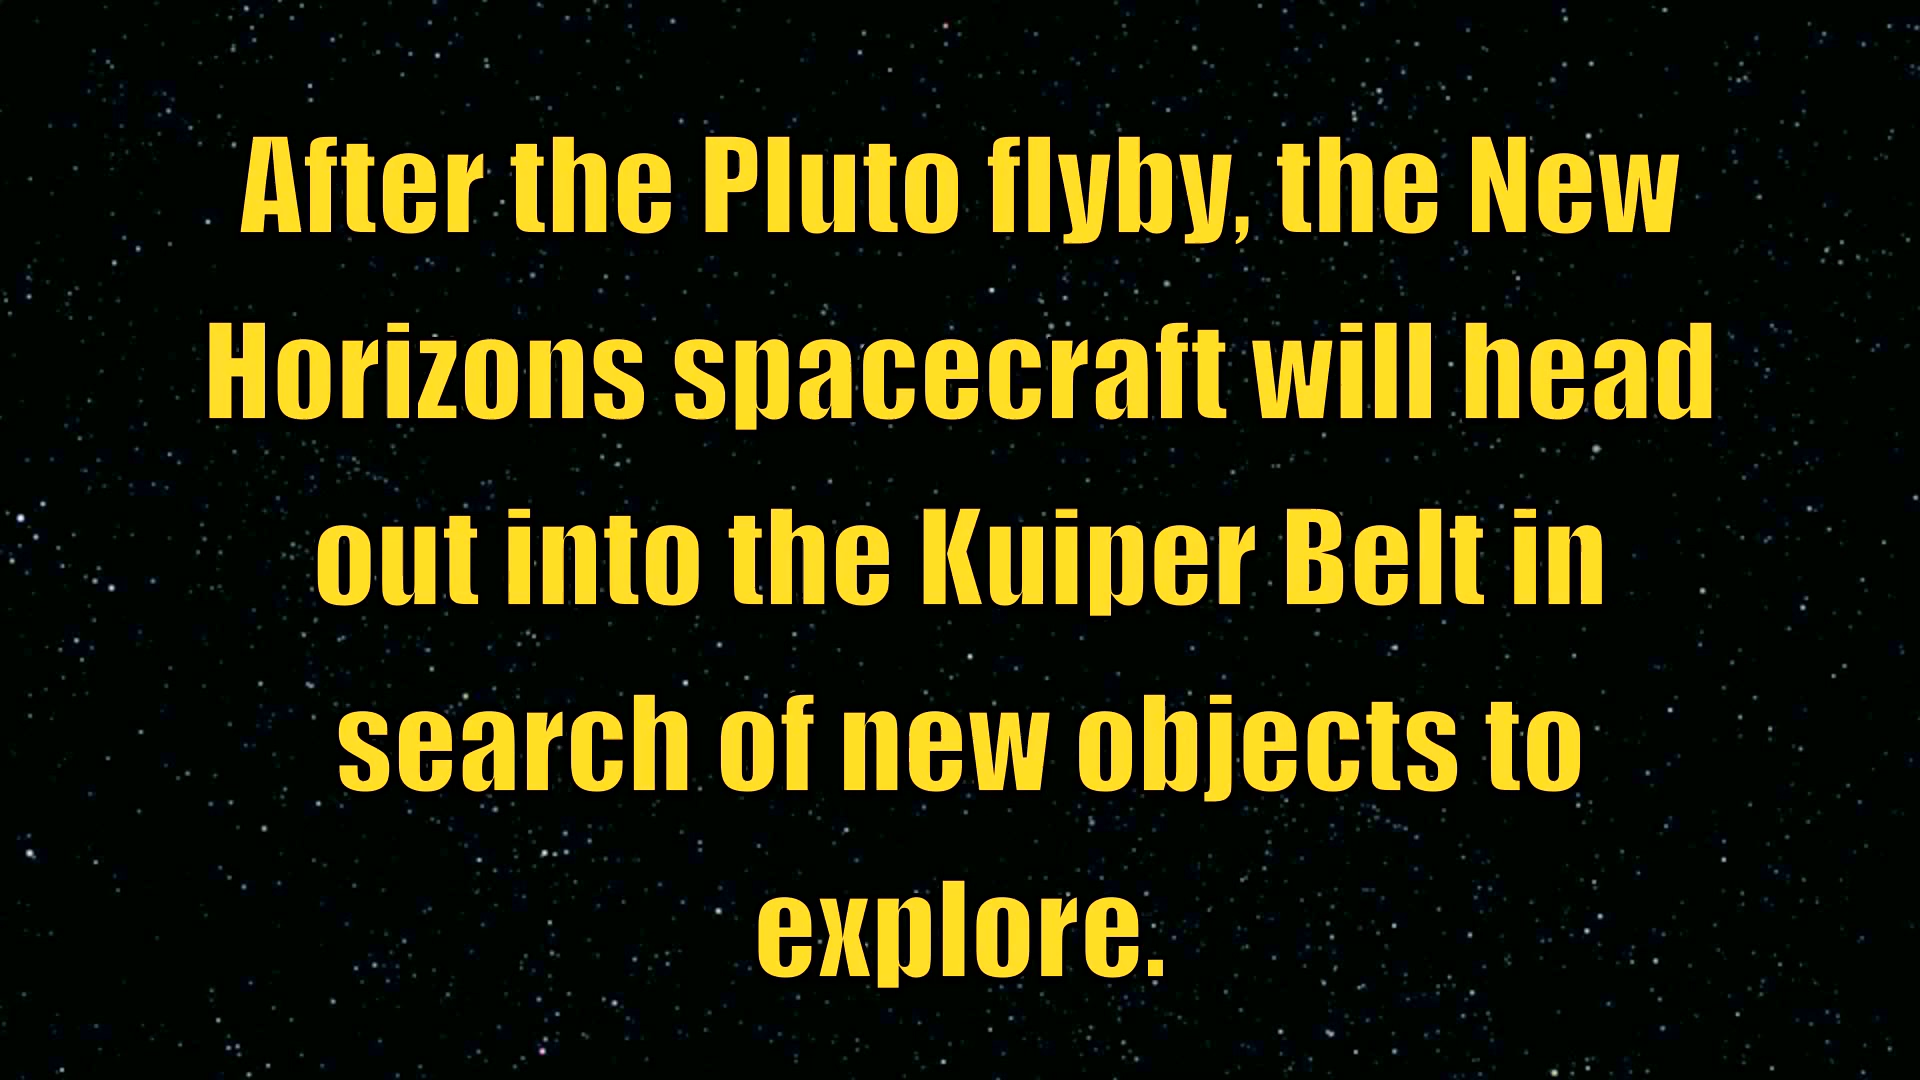 After the Pluto flyby, the New
Horizons spacecraft will head
out into the Kuiper Belt in
search of new objects to
explore.